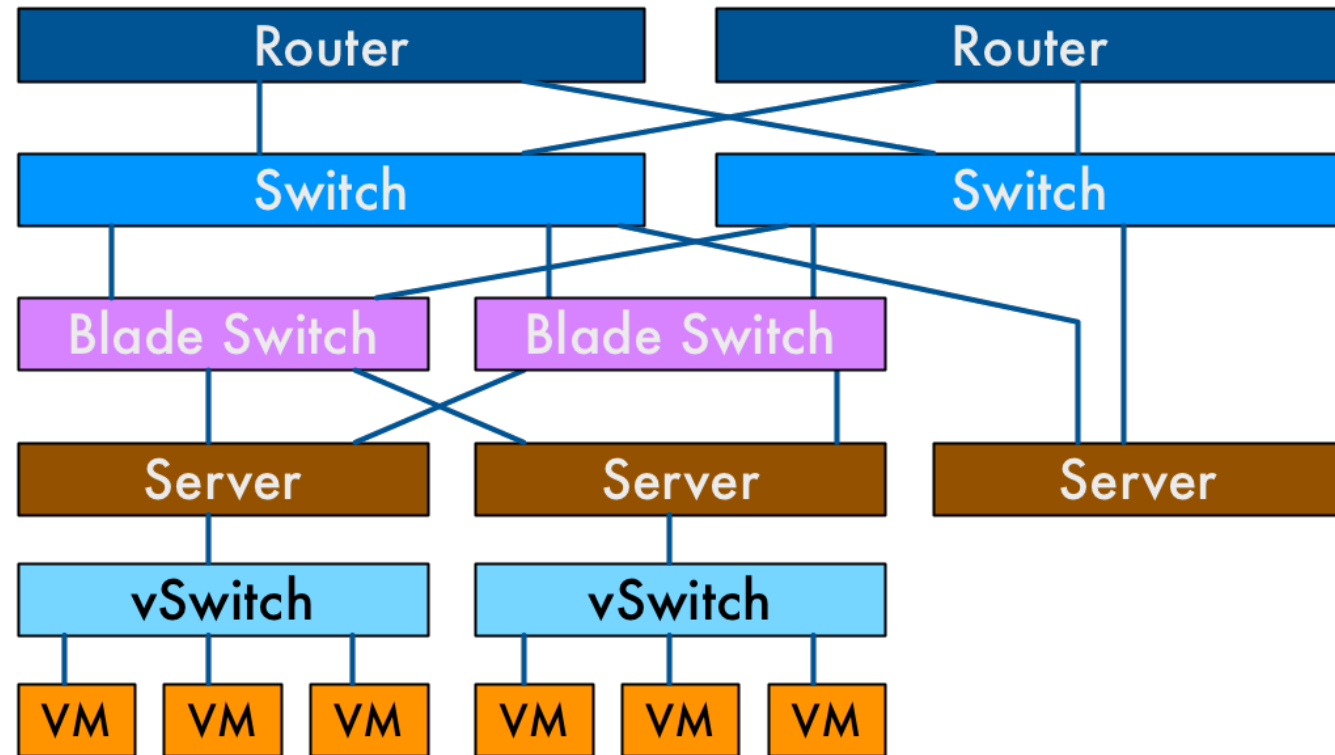 Router
Router
Switch
Switch
Blade Switch
Blade Switch
Server
Server
Server
vSwitch
vSwitch
VM
VM
VM
VM
VM
VM